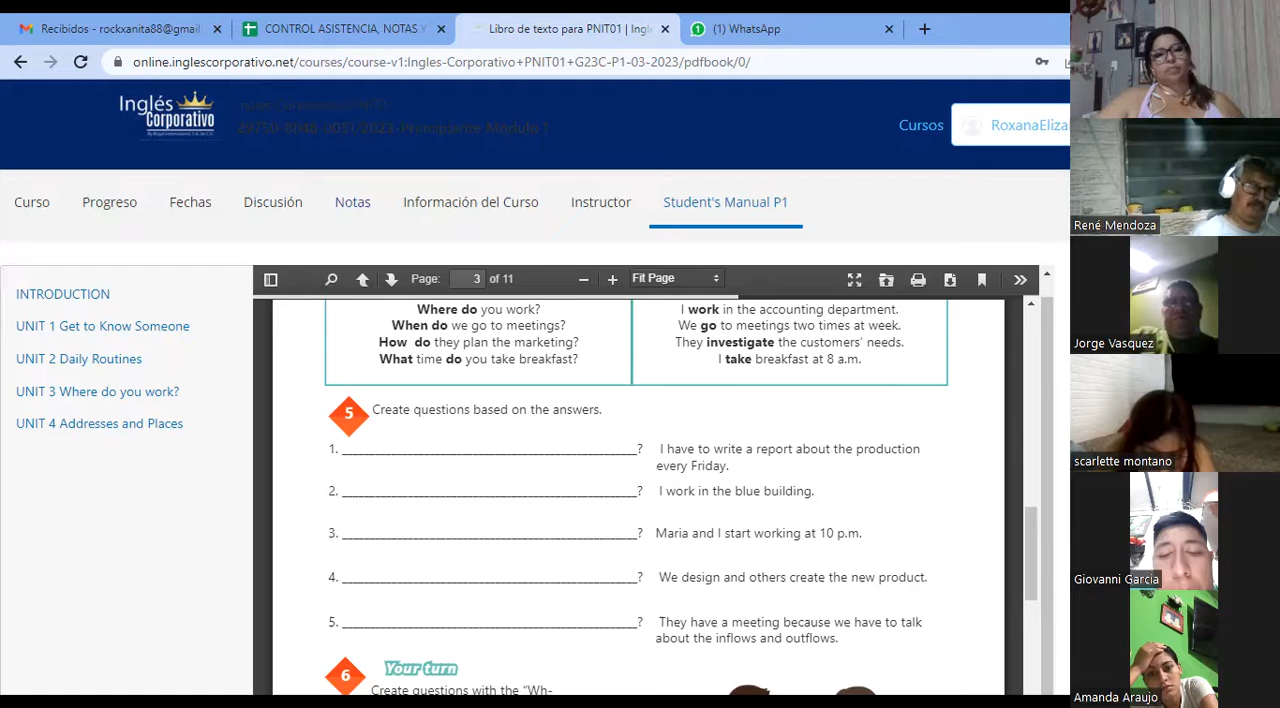 Recibidos - rockxanita88@gmail
CONTROL ASISTENCIA, NOTAS Y
Libro de texto para PNIT01 | Ingl
(1) WhatsApp
online.inglescorporativo.net/courses/course-v1:Ingles-Corporativo+PNIT01+G23C-P1-03-2023/pdfbook/0/
Inglés
Corporativo
Cursos
RoxanaEliza
Curso
Progreso
Fechas
Discusión
Notas
Información del Curso
Instructor
Student's Manual P1
INTRODUCTION
UNIT 1 Get to Know Someone
UNIT 2 Daily Routines
UNIT 3 Where do you work?
UNIT 4 Addresses and Places
Page: 3 of 11
Fit Page
Where do you work?
When do we go to meetings?
How do they plan the marketing?
What time do you take breakfast?
I work in the accounting department.
We go to meetings two times at week.
They investigate the customers' needs.
I take breakfast at 8 a.m.
5 Create questions based on the answers.
1. ? I have to write a report about the production
every Friday.
2. ? I work in the blue building.
3. ? Maria and I start working at 10 p.m.
4. ? We design and others create the new product.
5. ? They have a meeting because we have to talk
about the inflows and outflows.
6 Your turn
Create questions with the "Wh-
René Mendoza
Jorge Vasquez
scarlette montano
Giovanni García
Amanda Araujo